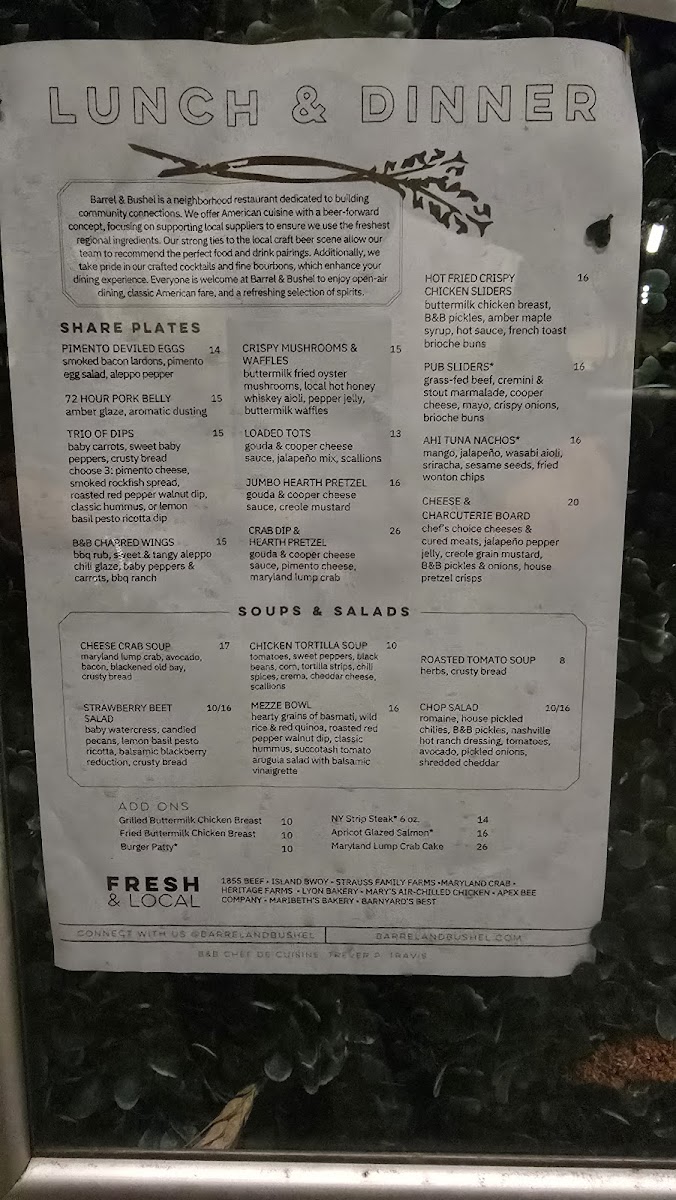 LUNCH & DINNER
Barrel & Bushel is a neighborhood restaurant dedicated to building
community connections. We offer American cuisine with a beer-forward
concept, focusing on supporting local suppliers to ensure we use the freshest
regional ingredients. Our strong ties to the local craft beer scene allow our
team to recommend the perfect food and drink pairings. Additionally, we
take pride in our crafted cocktails and fine bourbons, which enhance your
dining experience. Everyone is welcome at Barrel & Bushel to enjoy open-air
dining, classic American fare, and a refreshing selection of spirits.
SHARE PLATES
PIMENTO DEVILED EGGS 14
smoked bacon lardons, pimento
egg salad, aleppo pepper
72 HOUR PORK BELLY 15
amber glaze, aromatic dusting
TRIO OF DIPS 15
baby carrots, sweet baby
peppers, crusty bread
choose 3: pimento cheese,
smoked rockfish spread,
roasted red pepper walnut dip,
classic hummus, or lemon
basil pesto ricotta dip
B&B CHARRED WINGS 15
bbq rub, sweet & tangy aleppo
chili glaze, baby peppers &
carrots, bbq ranch
CRISPY MUSHROOMS & 15
WAFFLES
buttermilk fried oyster
mushrooms, local hot honey
whiskey aioli, pepper jelly,
buttermilk waffles
LOADED TOTS 13
gouda & cooper cheese
sauce, jalapeño mix, scallions
JUMBO HEARTH PRETZEL 16
gouda & cooper cheese
sauce, creole mustard
CRAB DIP & 26
HEARTH PRETZEL
gouda & cooper cheese
sauce, pimento cheese,
maryland lump crab
HOT FRIED CRISPY 16
CHICKEN SLIDERS
buttermilk chicken breast,
B&B pickles, amber maple
syrup, hot sauce, french toast
brioche buns
PUB SLIDERS* 16
grass-fed beef, cremini &
stout marmalade, cooper
cheese, mayo, crispy onions,
brioche buns
AHI TUNA NACHOS* 16
mango, jalapeño, wasabi aioli,
sriracha, sesame seeds, fried
wonton chips
CHEESE & 20
CHARCUTERIE BOARD
chef's choice cheeses &
cured meats, jalapeño pepper
jelly, creole grain mustard,
B&B pickles & onions, house
pretzel crisps
SOUPS & SALADS
CHEESE CRAB SOUP 17
maryland lump crab, avocado,
bacon, blackened old bay,
crusty bread
STRAWBERRY BEET 10/16
SALAD
baby watercress, candied
pecans, lemon basil pesto
ricotta, balsamic blackberry
reduction, crusty bread
CHICKEN TORTILLA SOUP 10
tomatoes, sweet peppers, black
beans, corn, tortilla strips, chili
spices, crema, cheddar cheese,
scallions
MEZZE BOWL 16
hearty grains of basmati, wild
rice & red quinoa, roasted red
pepper walnut dip, classic
hummus, succotash tomato
arugula salad with balsamic
vinaigrette
ROASTED TOMATO SOUP 8
herbs, crusty bread
CHOP SALAD 10/16
romaine, house pickled
chilies, B&B pickles, nashville
hot ranch dressing, tomatoes,
avocado, pickled onions,
shredded cheddar
ADD ONS
Grilled Buttermilk Chicken Breast 10
Fried Buttermilk Chicken Breast 10
Burger Patty* 10
NY Strip Steak* 6 oz. 14
Apricot Glazed Salmon* 16
Maryland Lump Crab Cake 26
FRESH
& LOCAL
1855 BEEF • ISLAND BWOY • STRAUSS FAMILY FARMS •MARYLAND CRAB •
HERITAGE FARMS • LYON BAKERY • MARY'S AIR-CHILLED CHICKEN • APEX BEE
COMPANY • MARIBETH'S BAKERY • BARNYARD'S BEST
CONNECT WITH US @BARRELANDBUSHEL
BARRELANDBUSHEL.COM
B&B CHEF DE CUISINE, TREVER P. TRAVIS